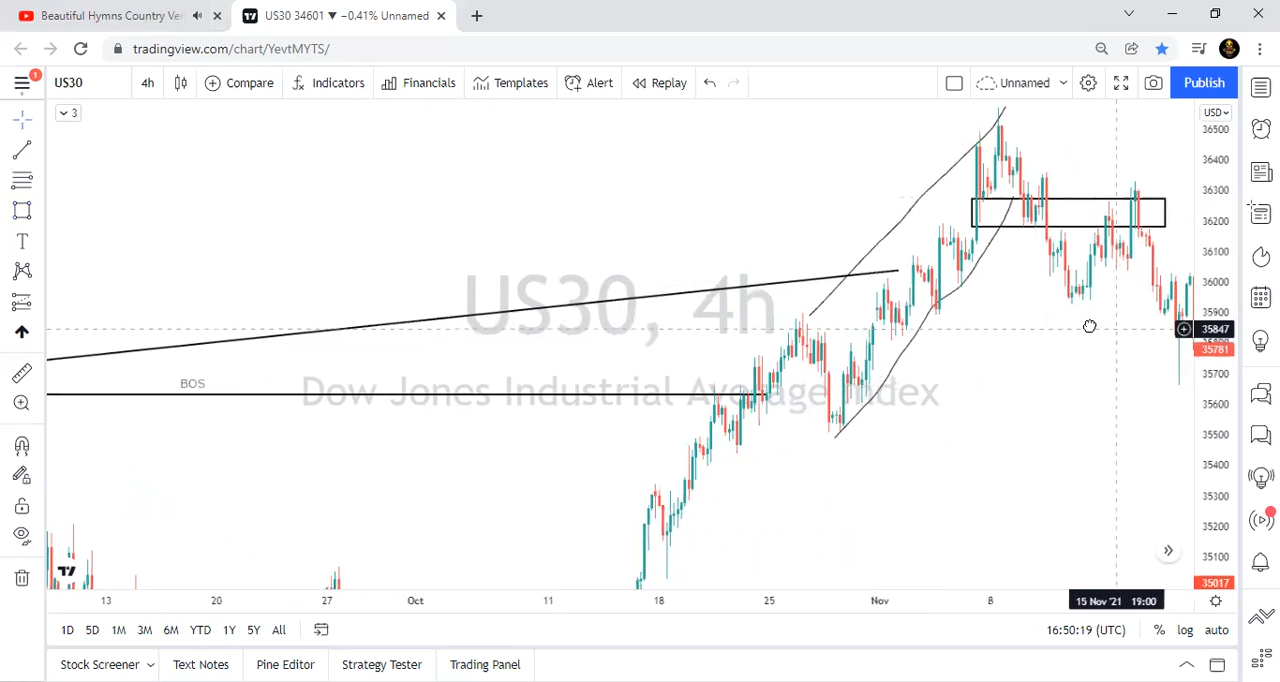 Beautiful Hymns Country Ver
US30 34601 ▼ −0.41% Unnamed
tradingview.com/chart/YevtMYTS/
1
US30
4h
Compare
Indicators
Financials
Templates
Alert
Replay
Unnamed
Publish
3
USD
36500
36400
36300
36200
36100
36000
35900
35847
35781
35700
35600
35500
35400
35300
35200
35100
35017
US30, 4h
Dow Jones Industrial Average Index
BOS
13 20 27 Oct 11 18 25 Nov 8 15 Nov '21 19:00
1D 5D 1M 3M 6M YTD 1Y 5Y All
16:50:19 (UTC) % log auto
Stock Screener Text Notes Pine Editor Strategy Tester Trading Panel